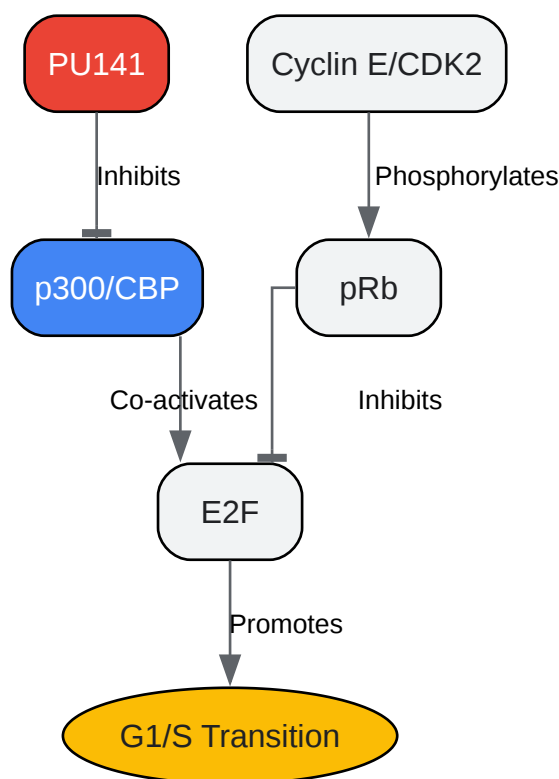 PU141
Cyclin E/CDK2
Inhibits
Phosphorylates
p300/CBP
pRb
Co-activates
Inhibits
E2F
Promotes
G1/S Transition